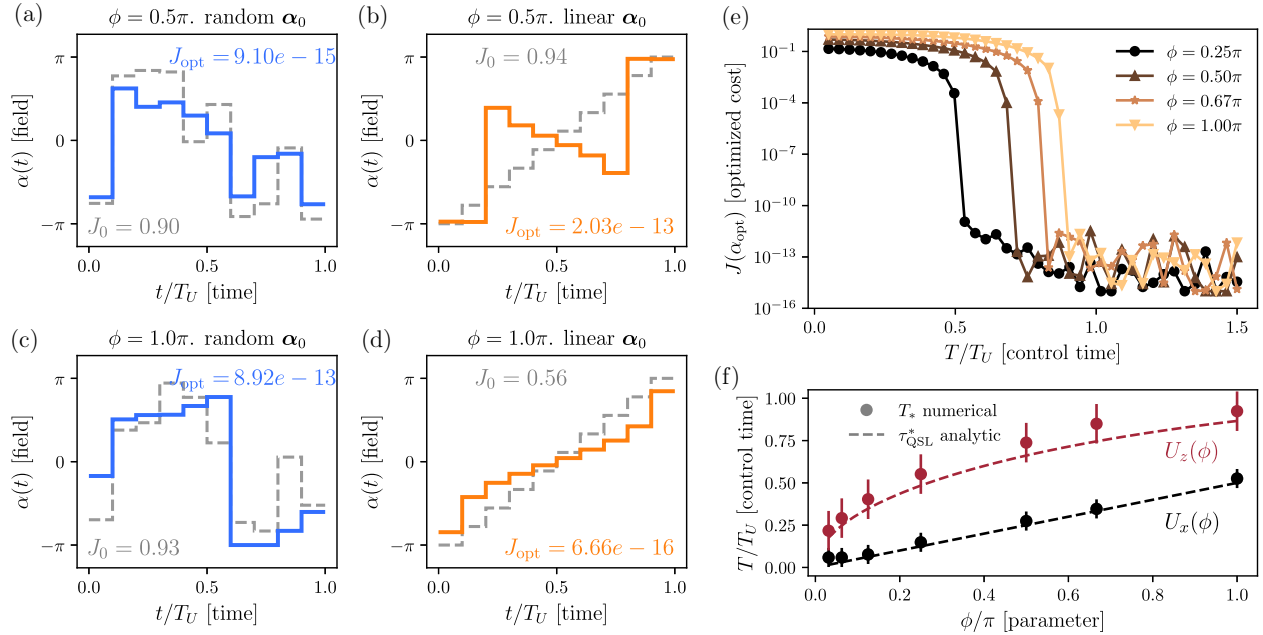 (a)
ϕ = 0.5π. random α₀
J_opt = 9.10e − 15
J₀ = 0.90
π
0
−π
α(t) [field]
0.0
0.5
1.0
t/T_U [time]
(b)
ϕ = 0.5π. linear α₀
J₀ = 0.94
J_opt = 2.03e − 13
π
0
−π
α(t) [field]
0.0
0.5
1.0
t/T_U [time]
(c)
ϕ = 1.0π. random α₀
J_opt = 8.92e − 13
J₀ = 0.93
π
0
−π
α(t) [field]
0.0
0.5
1.0
t/T_U [time]
(d)
ϕ = 1.0π. linear α₀
J₀ = 0.56
J_opt = 6.66e − 16
π
0
−π
α(t) [field]
0.0
0.5
1.0
t/T_U [time]
(e)
J(α_opt) [optimized cost]
10⁻¹
10⁻⁴
10⁻⁷
10⁻¹⁰
10⁻¹³
10⁻¹⁶
ϕ = 0.25π
ϕ = 0.50π
ϕ = 0.67π
ϕ = 1.00π
0.5
1.0
1.5
T/T_U [control time]
(f)
T/T_U [control time]
1.00
0.75
0.50
0.25
0.00
T_* numerical
τ*_QSL analytic
U_z(ϕ)
U_x(ϕ)
0.0
0.2
0.4
0.6
0.8
1.0
ϕ/π [parameter]